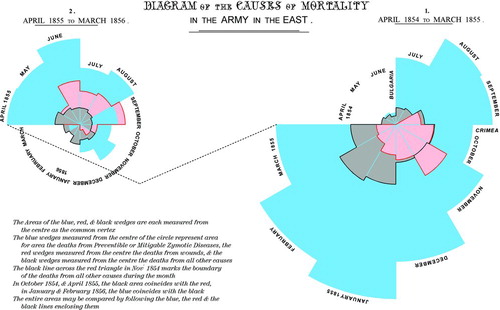 DIAGRAM OF THE CAUSES OF MORTALITY
IN THE ARMY IN THE EAST.
2.
APRIL 1855 TO MARCH 1856.
1.
APRIL 1854 TO MARCH 1855.
APRIL 1855
MAY
JUNE
JULY
AUGUST
SEPTEMBER
OCTOBER
NOVEMBER
DECEMBER
1856
JANUARY
FEBRUARY
MARCH
APRIL
1854
MAY
JUNE
JULY
BULGARIA
AUGUST
SEPTEMBER
CRIMEA
OCTOBER
NOVEMBER
DECEMBER
JANUARY 1855
FEBRUARY
MARCH 1855
The Areas of the blue, red, & black wedges are each measured from
the centre as the common vertex
The blue wedges measured from the centre of the circle represent area
for area the deaths from Preventible or Mitigable Zymotic Diseases, the
red wedges measured from the centre the deaths from wounds, & the
black wedges measured from the centre the deaths from all other causes
The black line across the red triangle in Nov 1854 marks the boundary
of the deaths from all other causes during the month
In October 1854, & April 1855, the black area coincides with the red,
in January & February 1856, the blue coincides with the black
The entire areas may be compared by following the blue, the red & the
black lines enclosing them